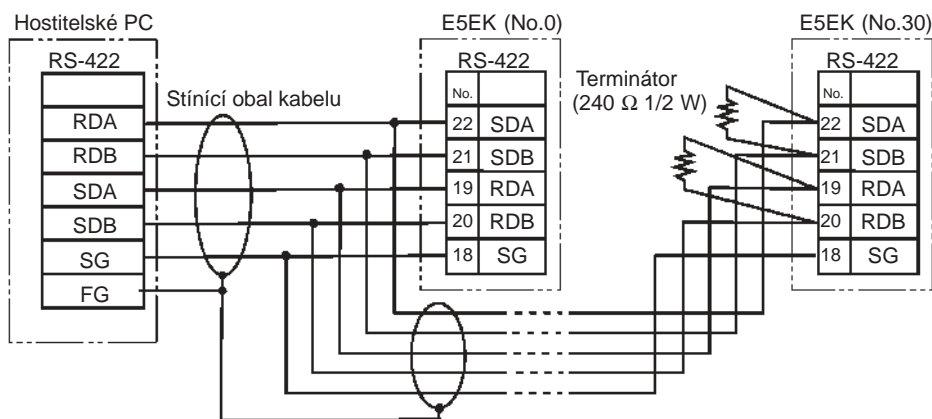 Hostitelské PC
RS-422
RDA
RDB
SDA
SDB
SG
FG
Stínící obal kabelu
E5EK (No.0)
RS-422
No.
22 SDA
21 SDB
19 RDA
20 RDB
18 SG
Terminátor
(240 Ω 1/2 W)
E5EK (No.30)
RS-422
No.
22 SDA
21 SDB
19 RDA
20 RDB
18 SG